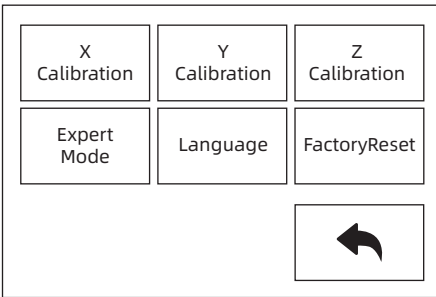 X
Calibration
Y
Calibration
Z
Calibration
Expert
Mode
Language
FactoryReset